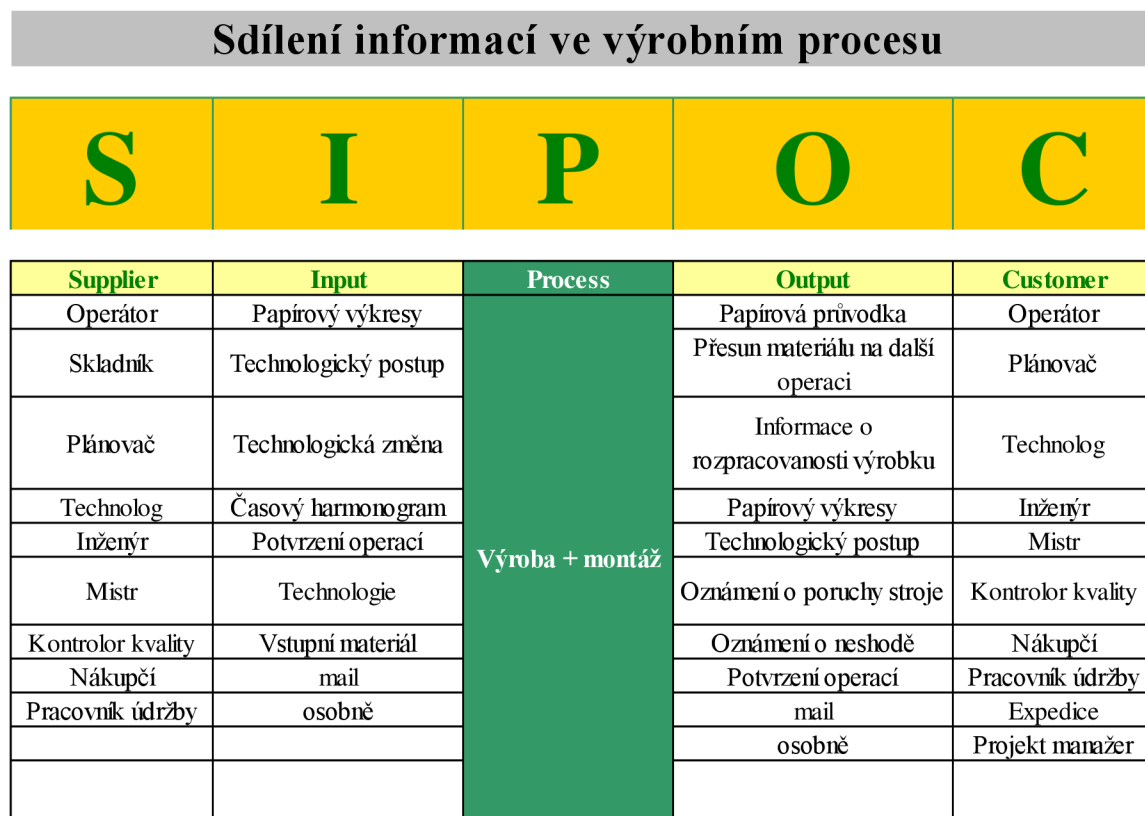 Sdílení informací ve výrobním procesu
S I P O C
Supplier Input Process Output Customer
Operátor Papírový výkresy Papírová průvodka Operátor
Skladník Technologický postup Přesun materiálu na další
operaci Plánovač
Plánovač Technologická změna Informace o
rozpracovanosti výrobku Technolog
Technolog Časový harmonogram Papírový výkresy Inženýr
Inženýr Potvrzení operací Výroba + montáž Technologický postup Mistr
Mistr Technologie Oznámení o poruchy stroje Kontrolor kvality
Kontrolor kvality Vstupní materiál Oznámení o neshodě Nákupčí
Nákupčí mail Potvrzení operací Pracovník údržby
Pracovník údržby osobně mail Expedice
osobně Projekt manažer